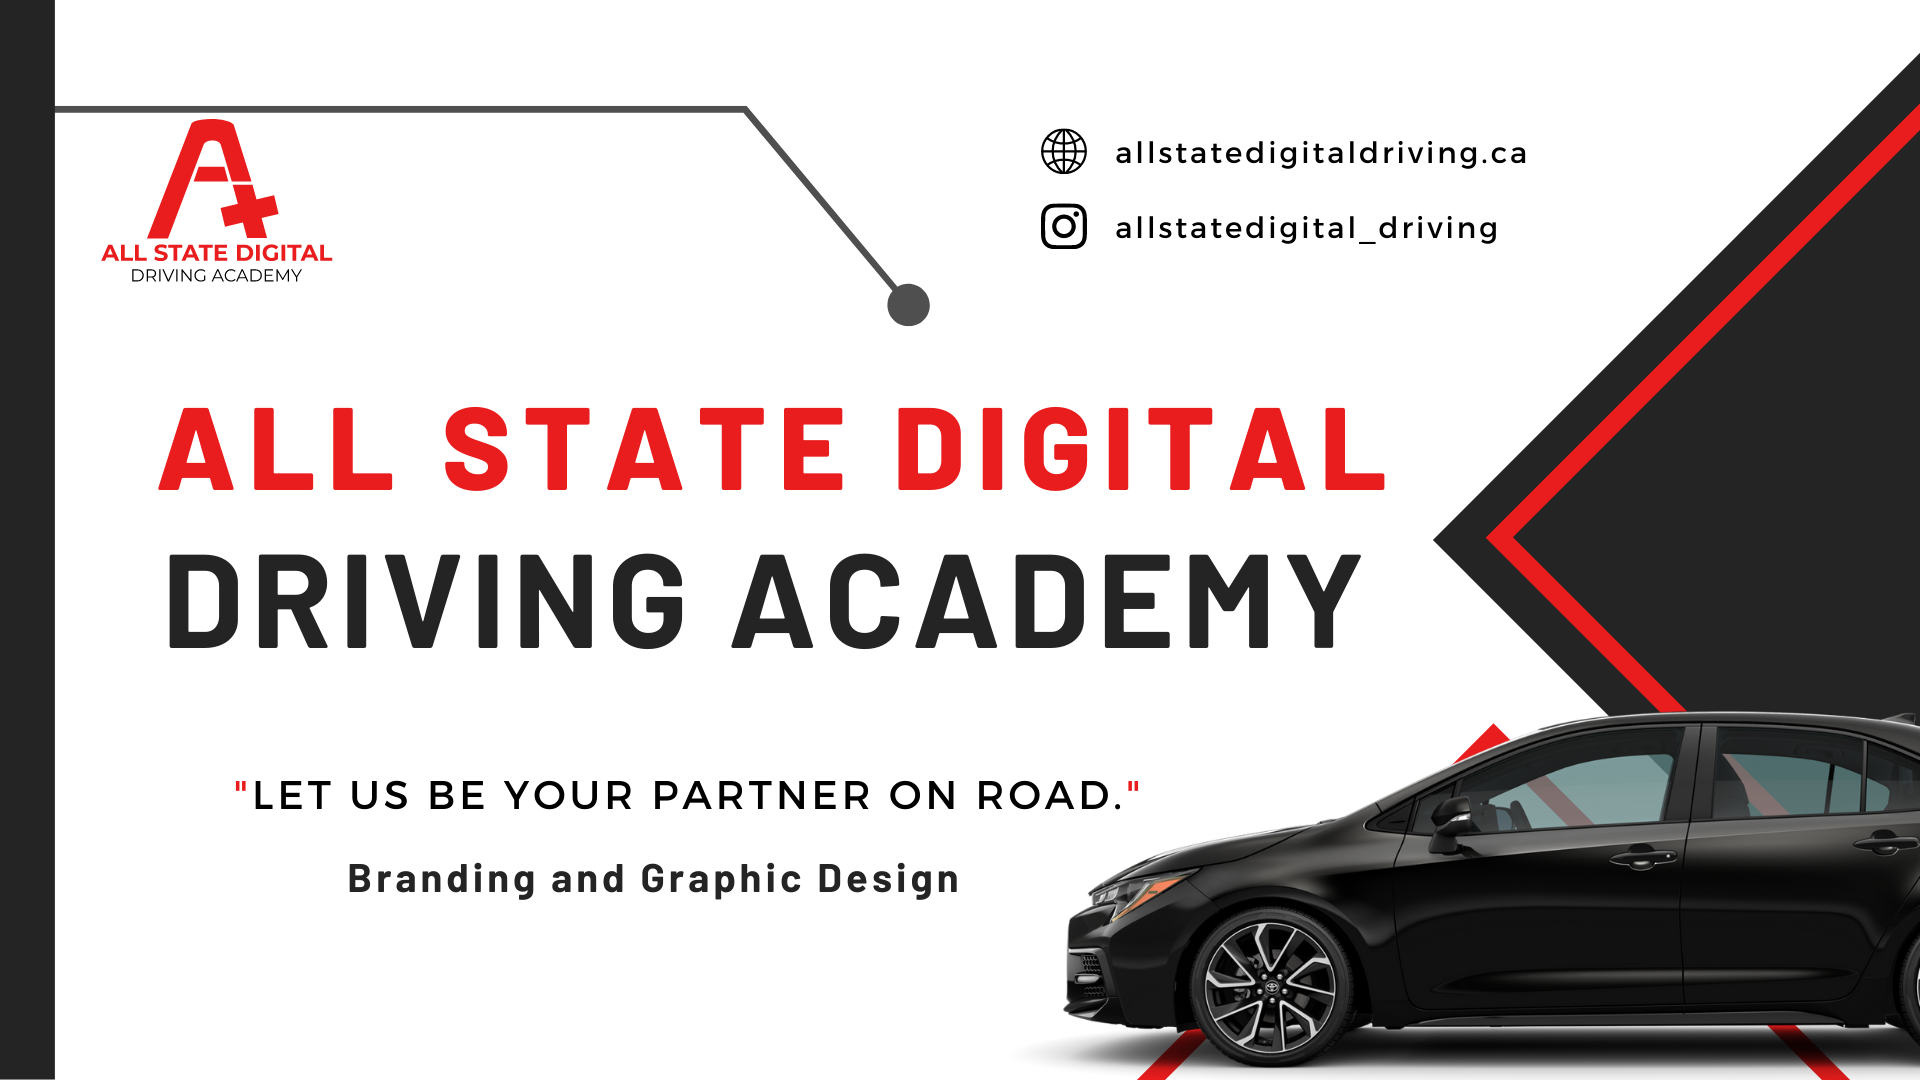 ALL STATE DIGITAL
DRIVING ACADEMY
allstatedigitaldriving.ca
allstatedigital_driving
ALL STATE DIGITAL
DRIVING ACADEMY
"LET US BE YOUR PARTNER ON ROAD."
Branding and Graphic Design